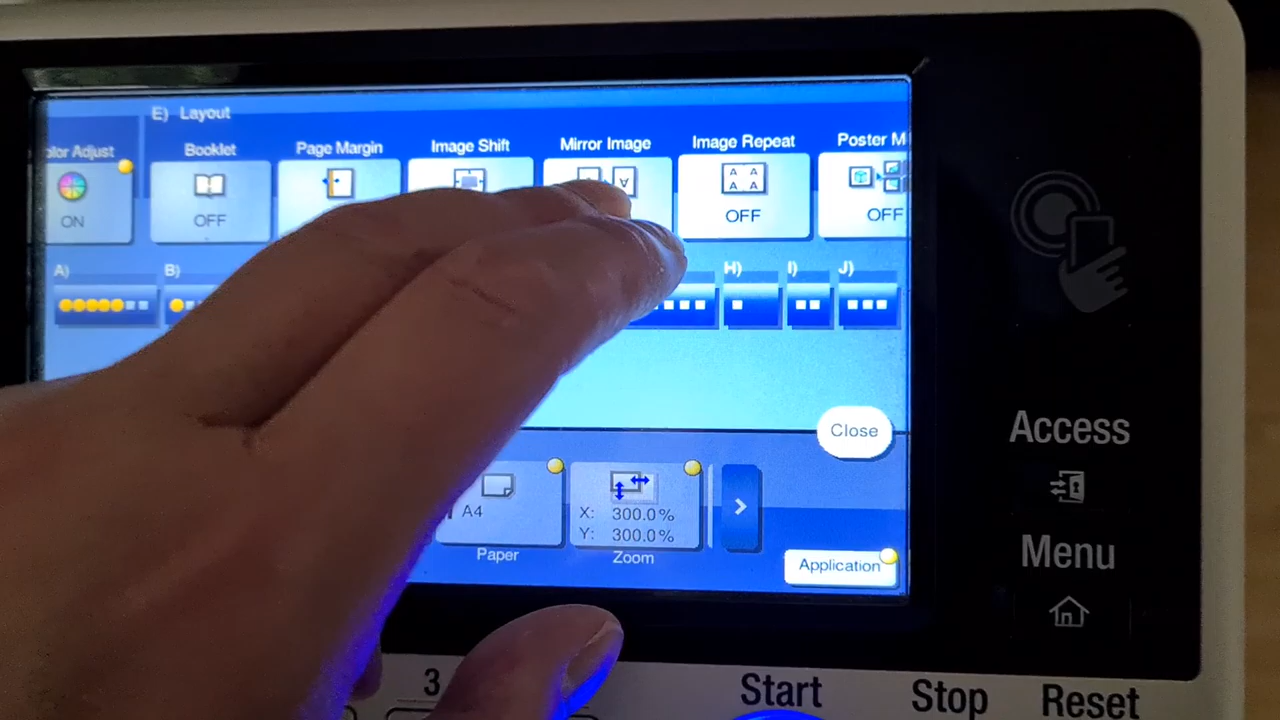 E) Layout
olor Adjust
Booklet
Page Margin
Image Shift
Mirror Image
Image Repeat
Poster M
A A
A A
ON
OFF
OFF
OFF
A)
B)
H)
I)
J)
Close
A4
X: 300.0%
Y: 300.0%
Paper
Zoom
Application
Access
Menu
3
Start
Stop
Reset